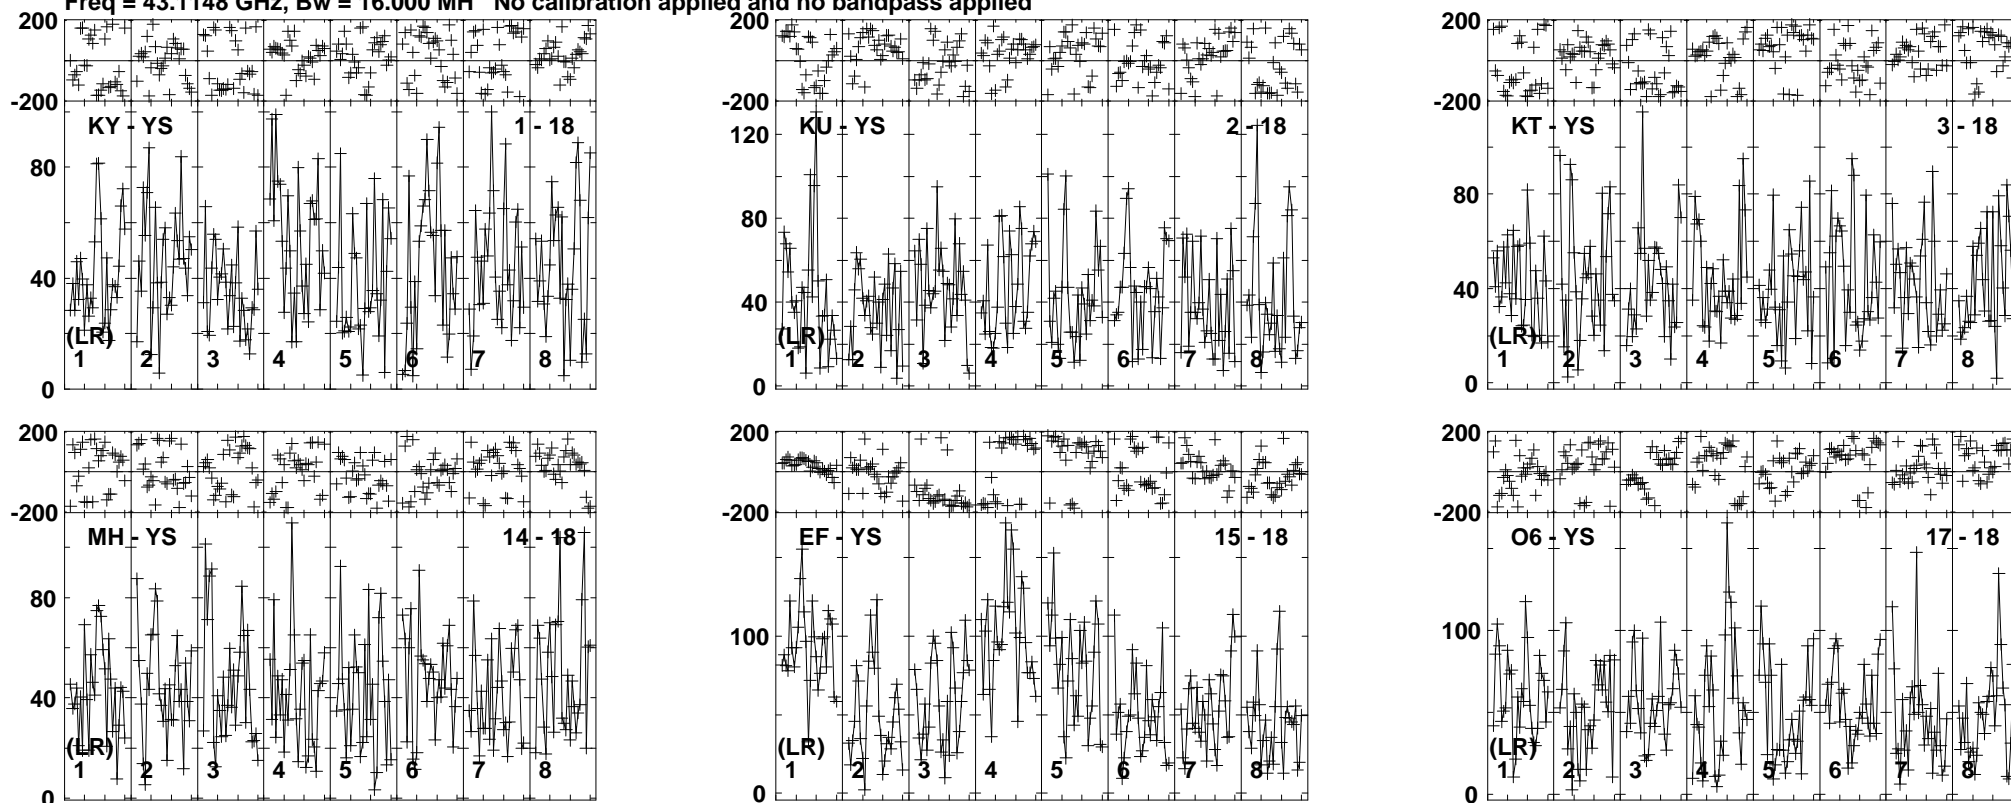 Freq = 43.1148 GHz, Bw = 16.000 MH No calibration applied and no bandpass applied
200
-200
KY - YS
1 - 18
80
40
0
(LR)
1 2 3 4 5 6 7 8
200
-200
KU - YS
2 - 18
120
80
40
0
(LR)
1 2 3 4 5 6 7 8
200
-200
KT - YS
3 - 18
80
40
0
(LR)
1 2 3 4 5 6 7 8
200
-200
MH - YS
14 - 18
80
40
0
(LR)
1 2 3 4 5 6 7 8
200
-200
EF - YS
15 - 18
100
0
(LR)
1 2 3 4 5 6 7 8
200
-200
O6 - YS
17 - 18
100
0
(LR)
1 2 3 4 5 6 7 8